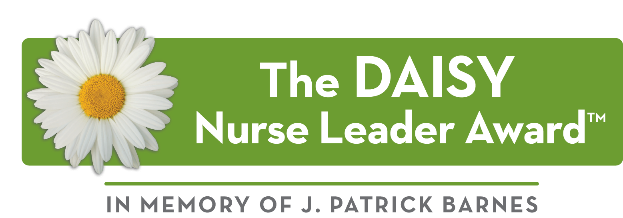 The DAISY
Nurse Leader Award™
IN MEMORY OF J. PATRICK BARNES